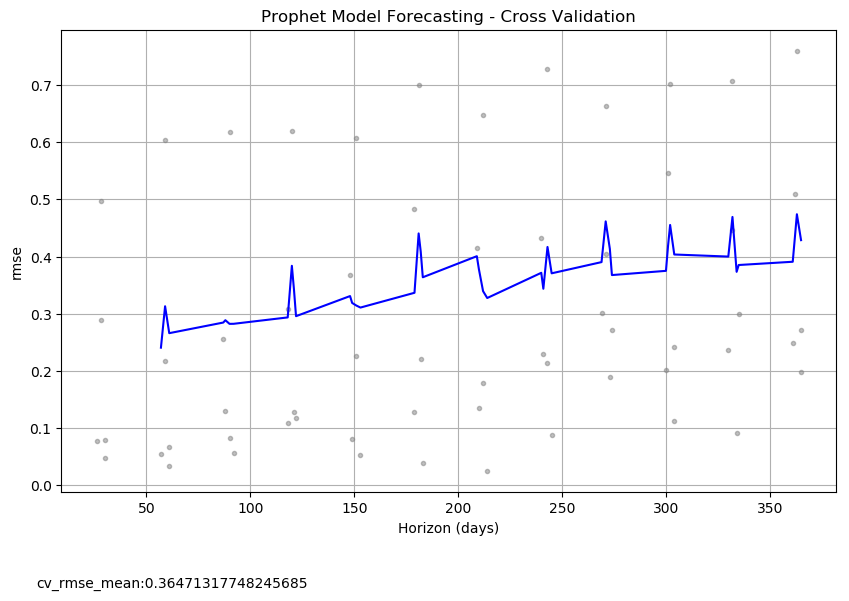 Prophet Model Forecasting - Cross Validation
0.7
0.6
0.5
0.4
0.3
0.2
0.1
0.0
rmse
50 100 150 200 250 300 350
Horizon (days)
cv_rmse_mean:0.36471317748245685